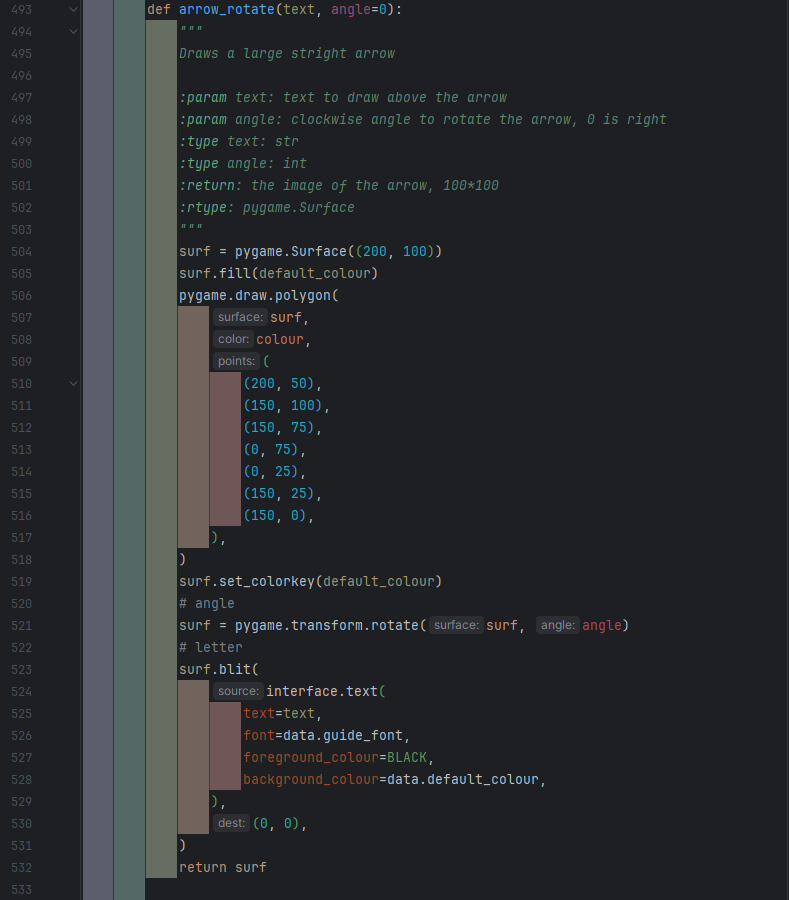 493 def arrow_rotate(text, angle=0):
494 """
495 Draws a large stright arrow
496
497 :param text: text to draw above the arrow
498 :param angle: clockwise angle to rotate the arrow, 0 is right
499 :type text: str
500 :type angle: int
501 :return: the image of the arrow, 100*100
502 :rtype: pygame.Surface
503 """
504 surf = pygame.Surface((200, 100))
505 surf.fill(default_colour)
506 pygame.draw.polygon(
507 surface: surf,
508 color: colour,
509 points: (
510 (200, 50),
511 (150, 100),
512 (150, 75),
513 (0, 75),
514 (0, 25),
515 (150, 25),
516 (150, 0),
517 ),
518 )
519 surf.set_colorkey(default_colour)
520 # angle
521 surf = pygame.transform.rotate( surface: surf, angle: angle)
522 # letter
523 surf.blit(
524 source: interface.text(
525 text=text,
526 font=data.guide_font,
527 foreground_colour=BLACK,
528 background_colour=data.default_colour,
529 ),
530 dest: (0, 0),
531 )
532 return surf
533